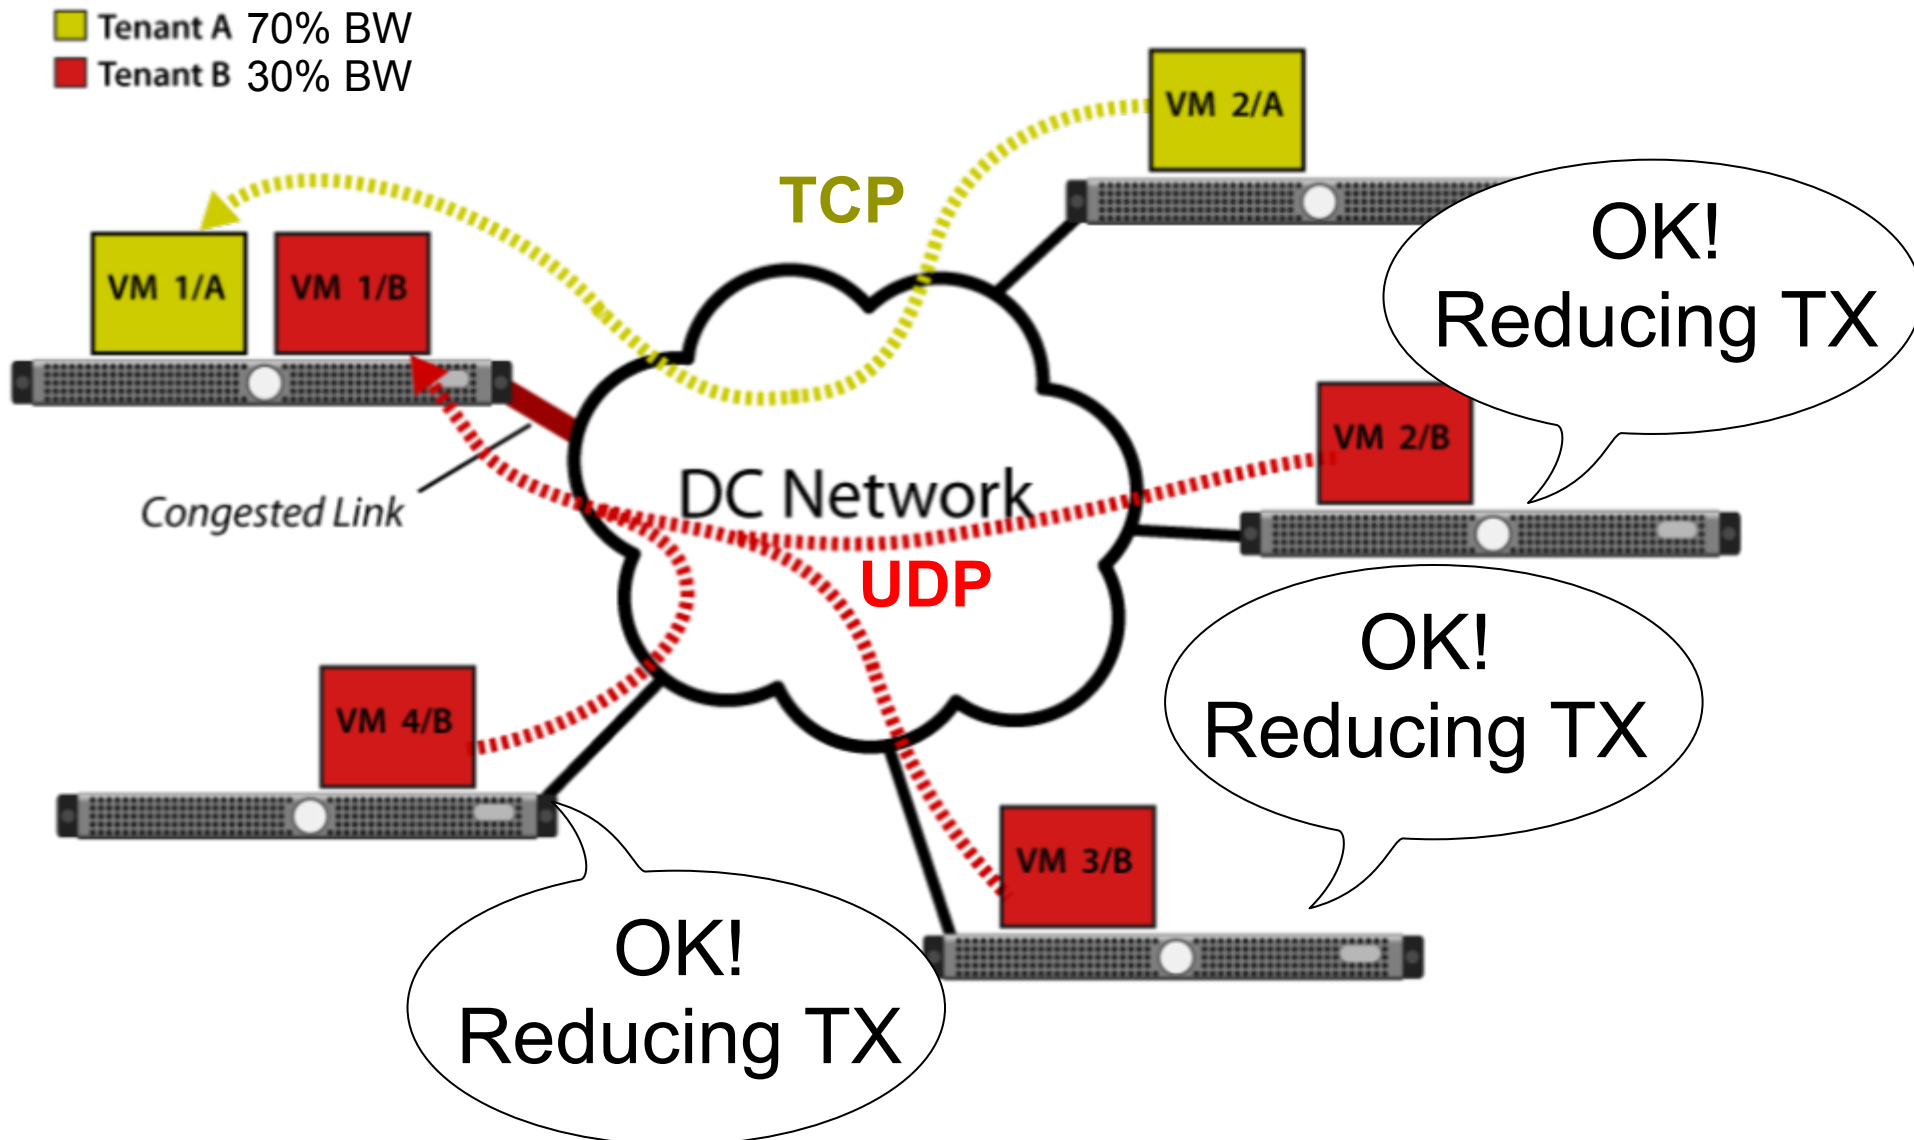 Tenant A 70% BW
Tenant B 30% BW
VM 2/A
TCP
OK!
Reducing TX
VM 1/A
VM 1/B
VM 2/B
DC Network
Congested Link
UDP
OK!
Reducing TX
VM 4/B
VM 3/B
OK!
Reducing TX